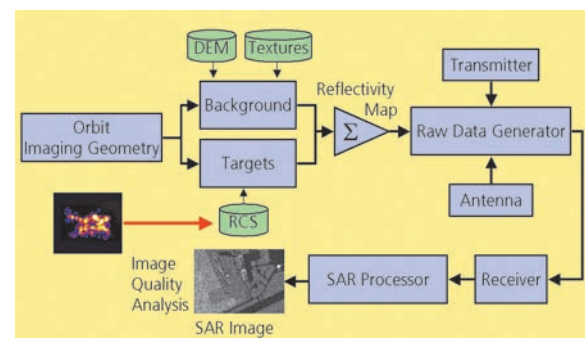 DEM
Textures
Reflectivity
Map
Transmitter
Background
Σ
Raw Data Generator
Orbit
Imaging Geometry
Targets
Antenna
RCS
Image
Quality
Analysis
SAR Processor
Receiver
SAR Image